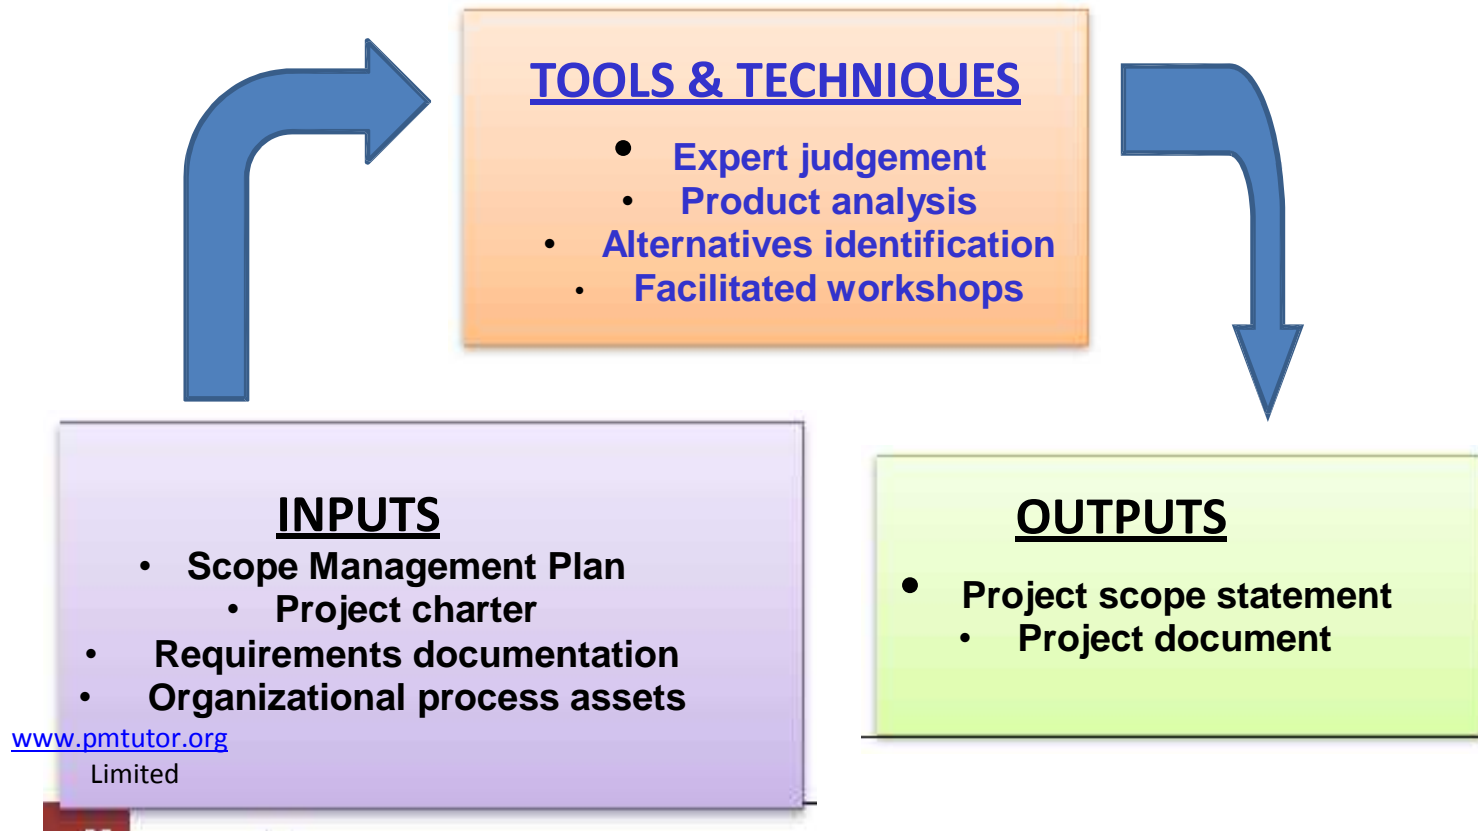 TOOLS & TECHNIQUES
• Expert judgement
• Product analysis
• Alternatives identification
• Facilitated workshops
INPUTS
• Scope Management Plan
• Project charter
• Requirements documentation
• Organizational process assets
www.pmtutor.org
Limited
OUTPUTS
• Project scope statement
• Project document